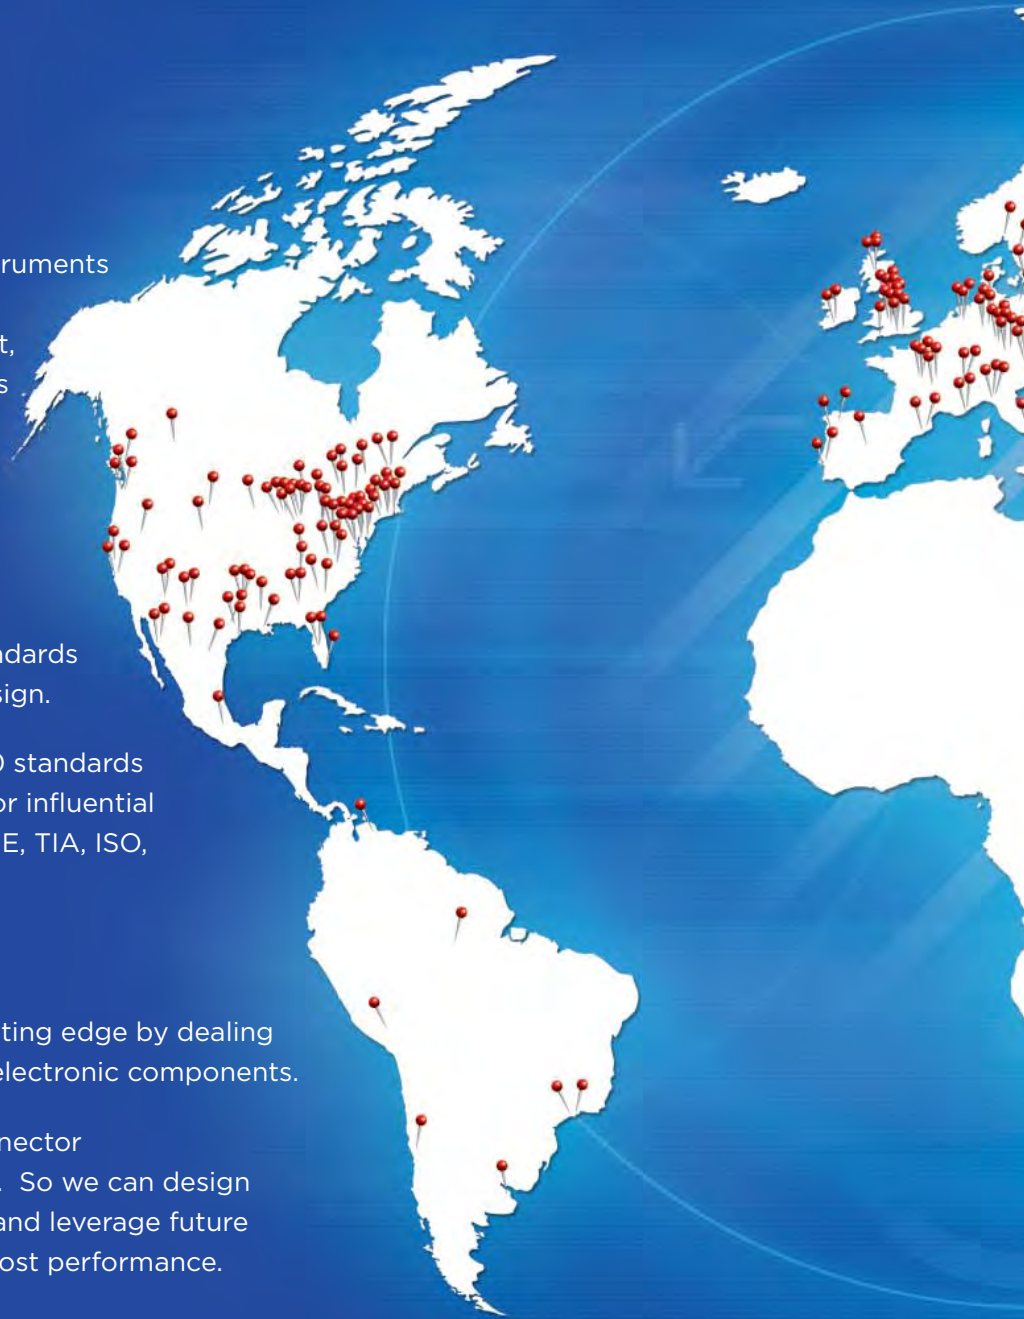 ruments
t,
s
ndards
sign.
0 standards
or influential
E, TIA, ISO,
tting edge by dealing
electronic components.
nector
. So we can design
and leverage future
ost performance.